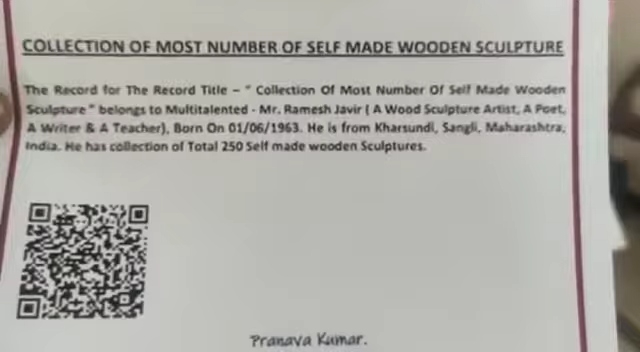 COLLECTION OF MOST NUMBER OF SELF MADE WOODEN SCULPTURE
The Record for The Record Title – " Collection Of Most Number Of Self Made Wooden
Sculpture " belongs to Multitalented - Mr. Ramesh Javir ( A Wood Sculpture Artist, A Poet,
A Writer & A Teacher), Born On 01/06/1963. He is from Kharsundi, Sangli, Maharashtra,
India. He has collection of Total 250 Self made wooden Sculptures.
Pranava Kumar.